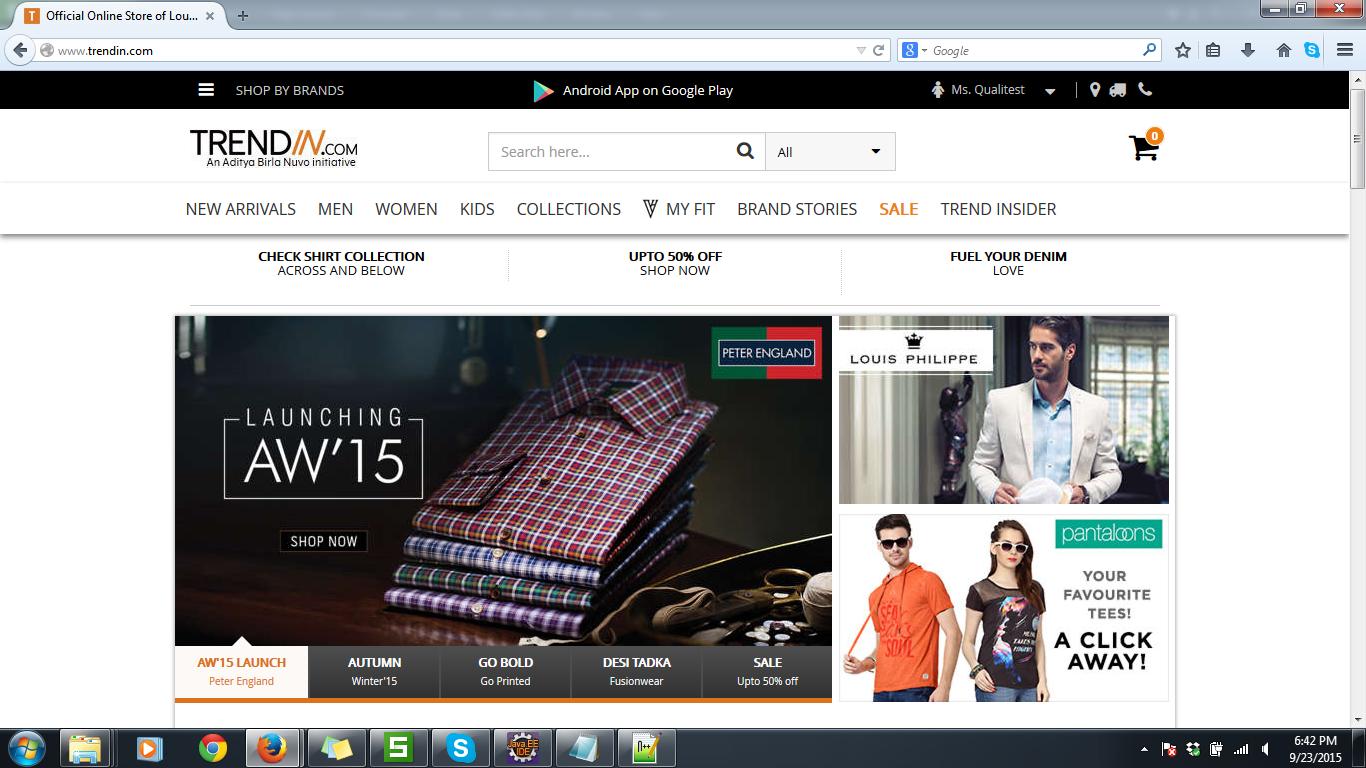 Official Online Store of Lou...
www.trendin.com
Google
SHOP BY BRANDS
Android App on Google Play
Ms. Qualitest
TRENDIN.COM
An Aditya Birla Nuvo initiative
Search here...
All
0
NEW ARRIVALS MEN WOMEN KIDS COLLECTIONS MY FIT BRAND STORIES SALE TREND INSIDER
CHECK SHIRT COLLECTION
ACROSS AND BELOW
UPTO 50% OFF
SHOP NOW
FUEL YOUR DENIM
LOVE
PETER ENGLAND
LAUNCHING
AW'15
SHOP NOW
LOUIS PHILIPPE
pantaloons
YOUR
FAVOURITE
TEES!
A CLICK
AWAY!
AW'15 LAUNCH
Peter England
AUTUMN
Winter'15
GO BOLD
Go Printed
DESI TADKA
Fusionwear
SALE
Upto 50% off
Java EE
IDE
6:42 PM
9/23/2015